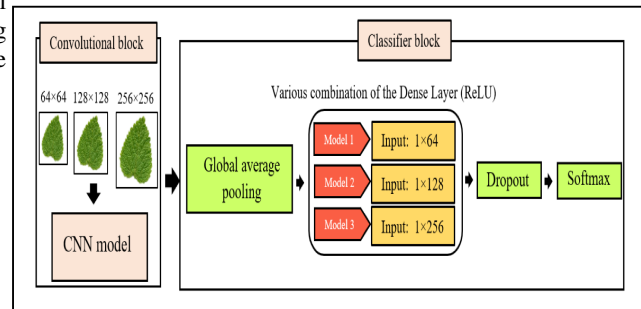 Convolutional block
64×64 128×128 256×256
CNN model
Classifier block
Various combination of the Dense Layer (ReLU)
Global average
pooling
Model 1 Input: 1×64
Model 2 Input: 1×128
Model 3 Input: 1×256
Dropout
Softmax